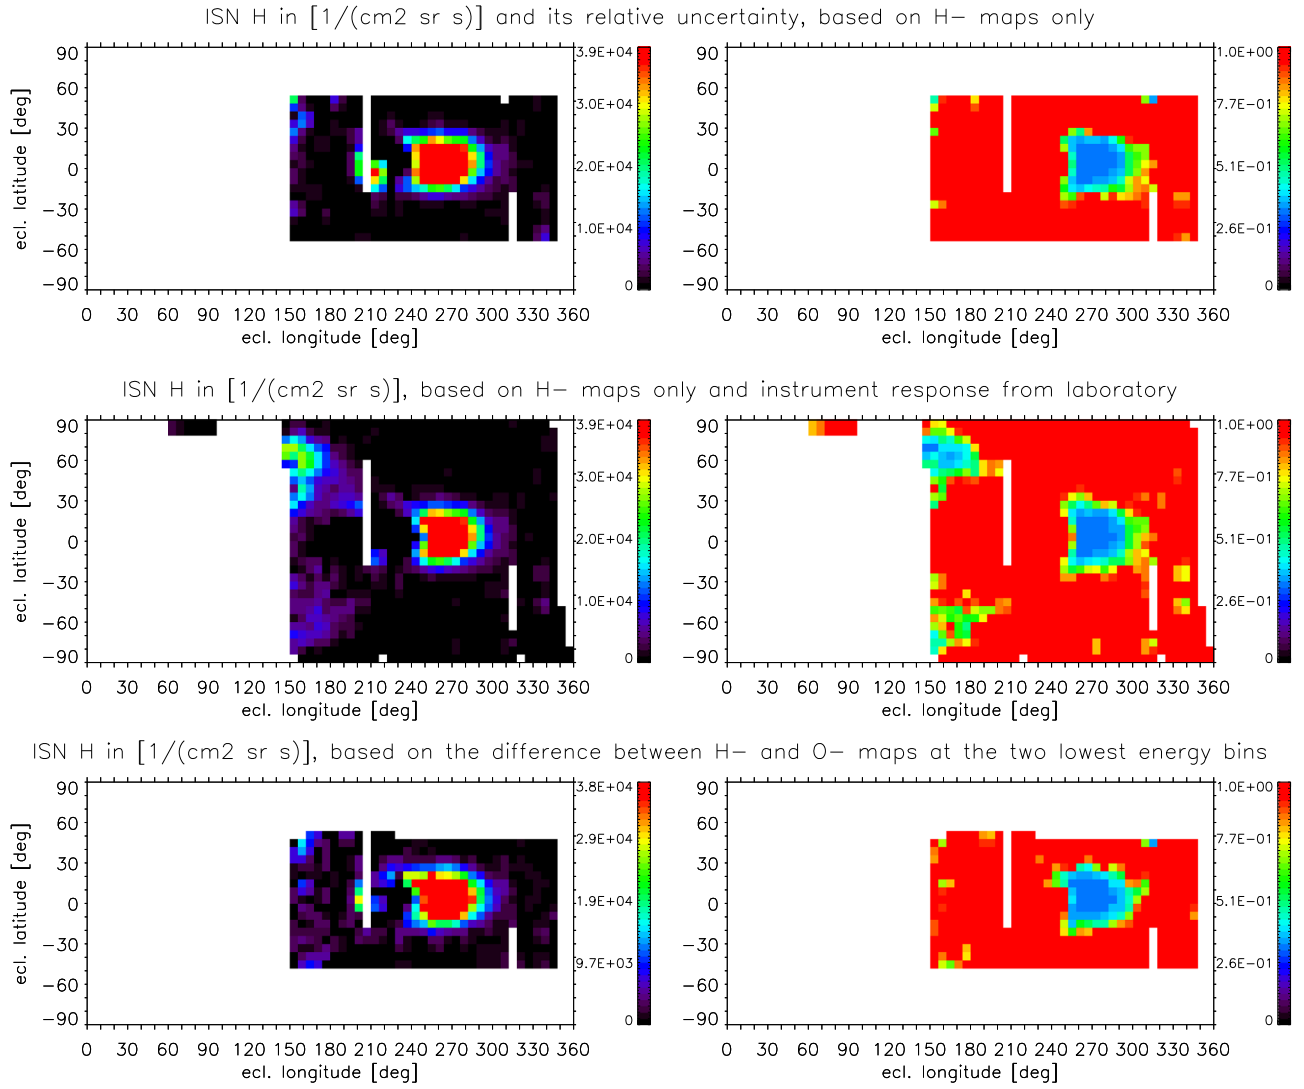 ISN H in [1/(cm2 sr s)] and its relative uncertainty, based on H− maps only
90
60
30
0
−30
−60
−90
ecl. latitude [deg]
0 30 60 90 120 150 180 210 240 270 300 330 360
ecl. longitude [deg]
3.9E+04
3.0E+04
2.0E+04
1.0E+04
0
90
60
30
0
−30
−60
−90
0 30 60 90 120 150 180 210 240 270 300 330 360
ecl. longitude [deg]
1.0E+00
7.7E−01
5.1E−01
2.6E−01
0
ISN H in [1/(cm2 sr s)], based on H− maps only and instrument response from laboratory
90
60
30
0
−30
−60
−90
ecl. latitude [deg]
0 30 60 90 120 150 180 210 240 270 300 330 360
ecl. longitude [deg]
3.9E+04
3.0E+04
2.0E+04
1.0E+04
0
90
60
30
0
−30
−60
−90
0 30 60 90 120 150 180 210 240 270 300 330 360
ecl. longitude [deg]
1.0E+00
7.7E−01
5.1E−01
2.6E−01
0
ISN H in [1/(cm2 sr s)], based on the difference between H− and O− maps at the two lowest energy bins
90
60
30
0
−30
−60
−90
ecl. latitude [deg]
0 30 60 90 120 150 180 210 240 270 300 330 360
ecl. longitude [deg]
3.8E+04
2.9E+04
1.9E+04
9.7E+03
0
90
60
30
0
−30
−60
−90
0 30 60 90 120 150 180 210 240 270 300 330 360
ecl. longitude [deg]
1.0E+00
7.7E−01
5.1E−01
2.6E−01
0